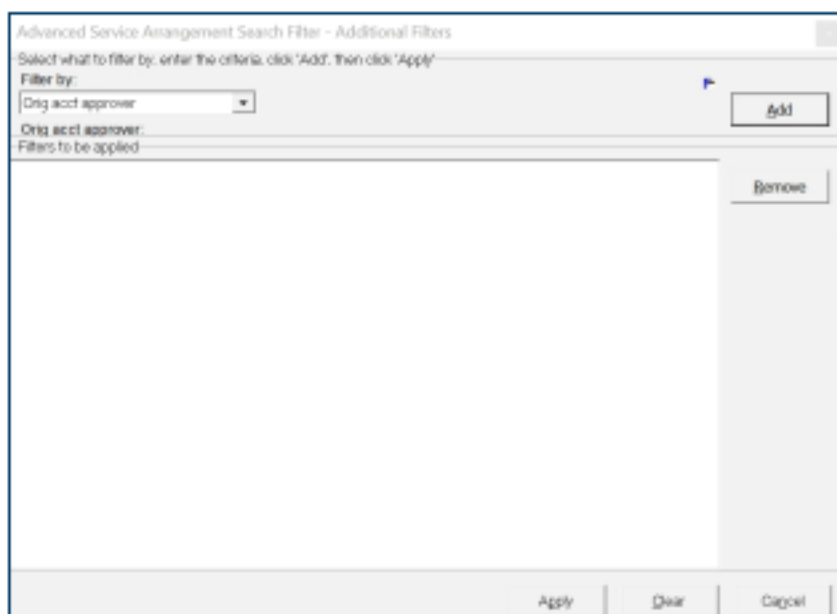 Advanced Service Arrangement Search Filter - Additional Filters
Select what to filter by, enter the criteria, click 'Add', then click 'Apply'
Filter by:
Orig acct approver
Add
Orig acct approver:
Filters to be applied
Remove
Apply Clear Cancel